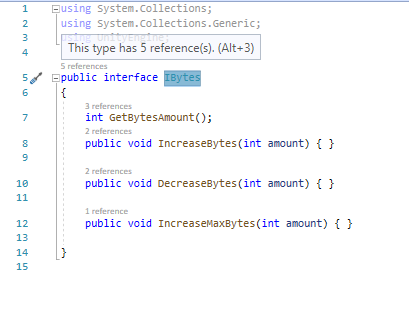 1 using System.Collections;
2 using System.Collections.Generic;
3 using UnityEngine;
This type has 5 reference(s). (Alt+3)
4
5 references
5 public interface IBytes
6 {
3 references
7 int GetBytesAmount();
2 references
8 public void IncreaseBytes(int amount) { }
9
2 references
10 public void DecreaseBytes(int amount) { }
11
1 reference
12 public void IncreaseMaxBytes(int amount) { }
13
14 }
15